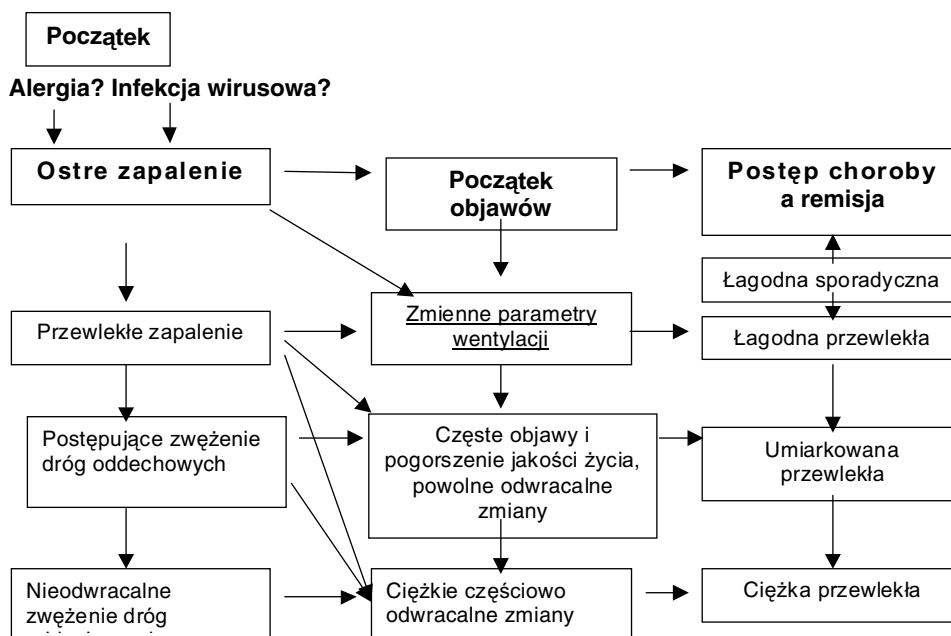 Początek
Alergia? Infekcja wirusowa?
Ostre zapalenie
Początek
objawów
Postęp choroby
a remisja
Łagodna sporadyczna
Przewlekłe zapalenie
Zmienne parametry
wentylacji
Łagodna przewlekła
Postępujące zwężenie
dróg oddechowych
Częste objawy i
pogorszenie jakości życia,
powolne odwracalne
zmiany
Umiarkowana
przewlekła
Nieodwracalne
zwężenie dróg
Ciężkie częściowo
odwracalne zmiany
Ciężka przewlekła